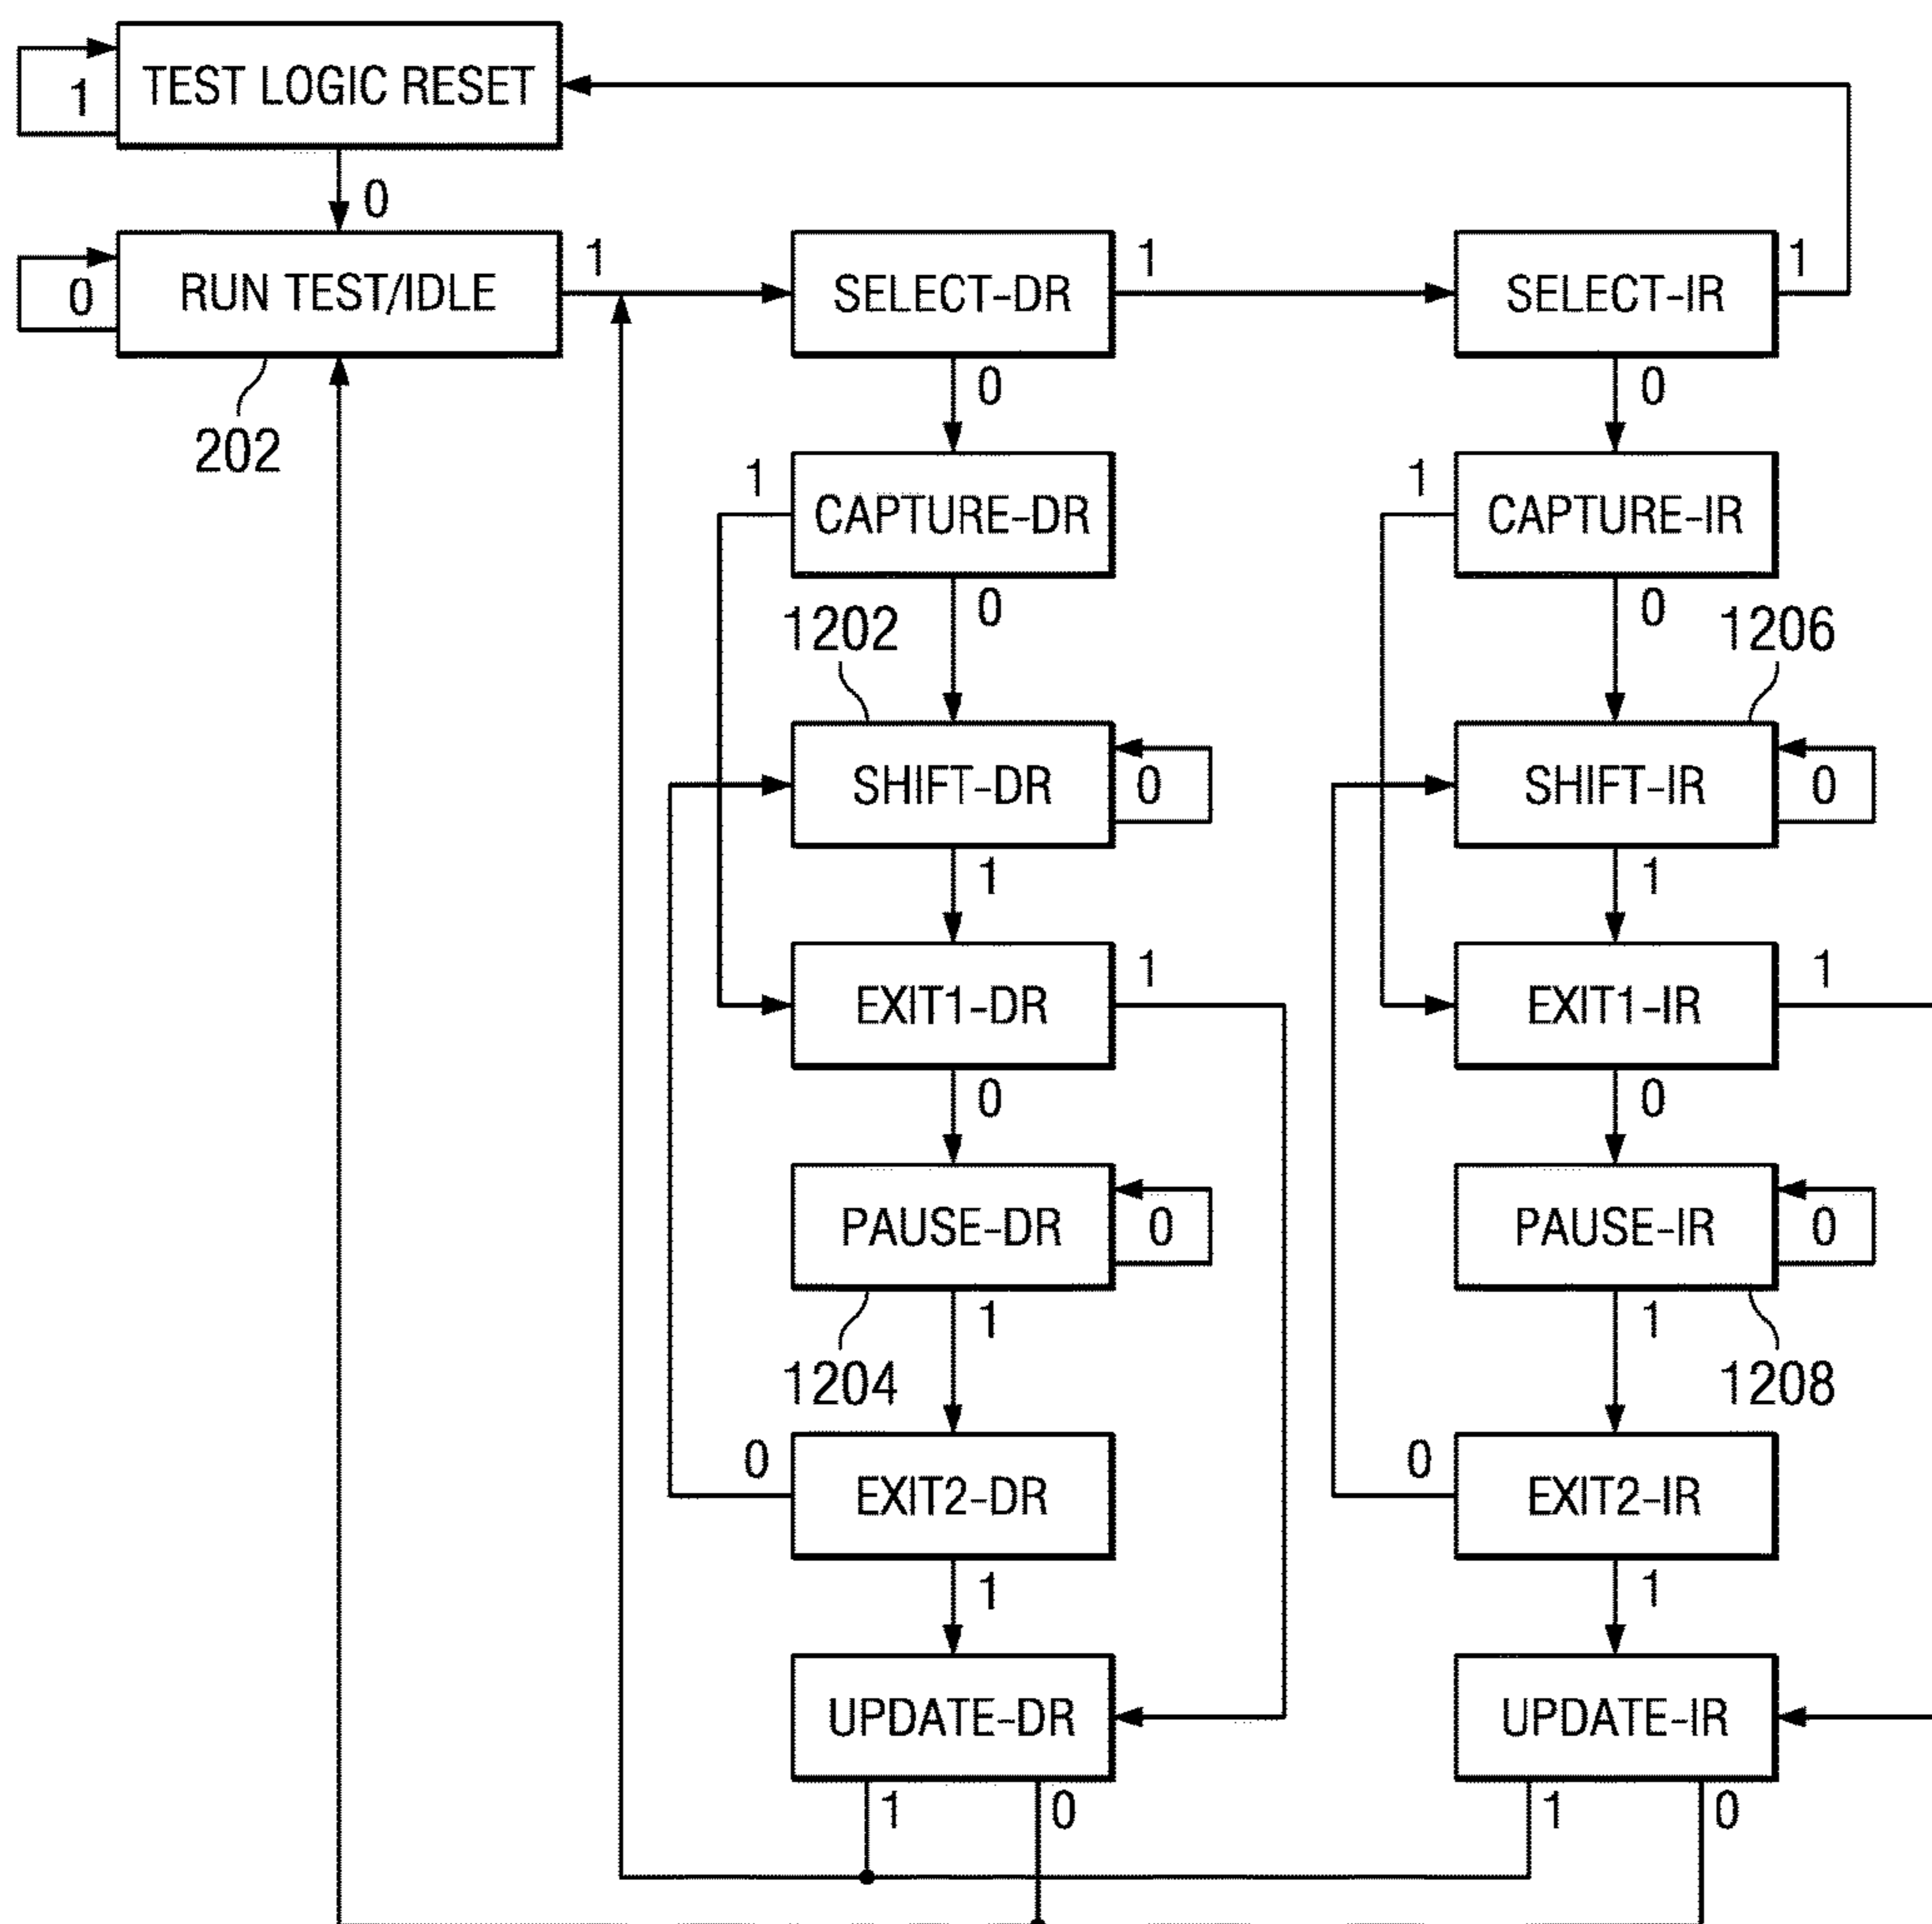 TEST LOGIC RESET
1
0
RUN TEST/IDLE
0
1
202
SELECT-DR
1
0
SELECT-IR
1
0
1
CAPTURE-DR
0
1
CAPTURE-IR
0
1202
SHIFT-DR
0
1
1206
SHIFT-IR
0
1
EXIT1-DR
1
0
EXIT1-IR
1
0
PAUSE-DR
0
1
1204
PAUSE-IR
0
1
1208
0
EXIT2-DR
1
0
EXIT2-IR
1
UPDATE-DR
1
0
UPDATE-IR
1
0